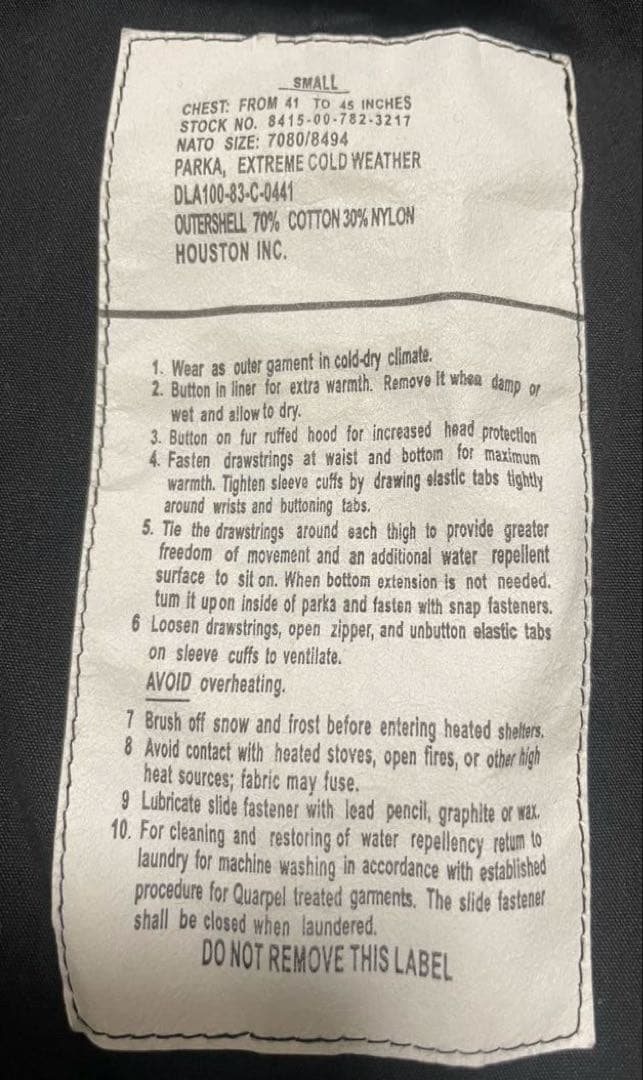 SMALL
CHEST: FROM 41 TO 45 INCHES
STOCK NO. 8415-00-782-3217
NATO SIZE: 7080/8494
PARKA, EXTREME COLD WEATHER
DLA100-83-C-0441
OUTERSHELL 70% COTTON 30% NYLON
HOUSTON INC.
1. Wear as outer gament in cold-dry climate.
2. Button in liner for extra warmth. Remove it when damp or
wet and allow to dry.
3. Button on fur ruffed hood for increased head protection
4. Fasten drawstrings at waist and bottom for maximum
warmth. Tighten sleeve cuffs by drawing elastic tabs tightly
around wrists and buttoning tabs.
5. Tie the drawstrings around each thigh to provide greater
freedom of movement and an additional water repellent
surface to sit on. When bottom extension is not needed.
tum it upon inside of parka and fasten with snap fasteners.
6 Loosen drawstrings, open zipper, and unbutton elastic tabs
on sleeve cuffs to ventilate.
AVOID overheating.
7 Brush off snow and frost before entering heated shelters.
8 Avoid contact with heated stoves, open fires, or other high
heat sources; fabric may fuse.
9 Lubricate slide fastener with lead pencil, graphite or wax.
10. For cleaning and restoring of water repellency retum to
laundry for machine washing in accordance with established
procedure for Quarpel treated garments. The slide fastener
shall be closed when laundered.
DO NOT REMOVE THIS LABEL